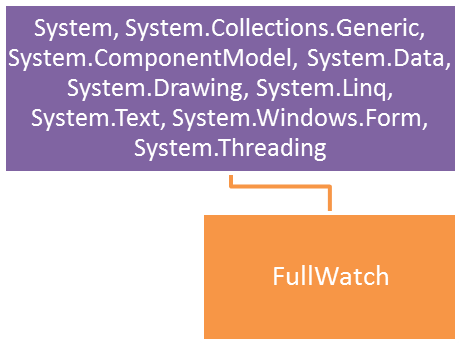 System, System.Collections.Generic,
System.ComponentModel, System.Data,
System.Drawing, System.Linq,
System.Text, System.Windows.Form,
System.Threading
FullWatch